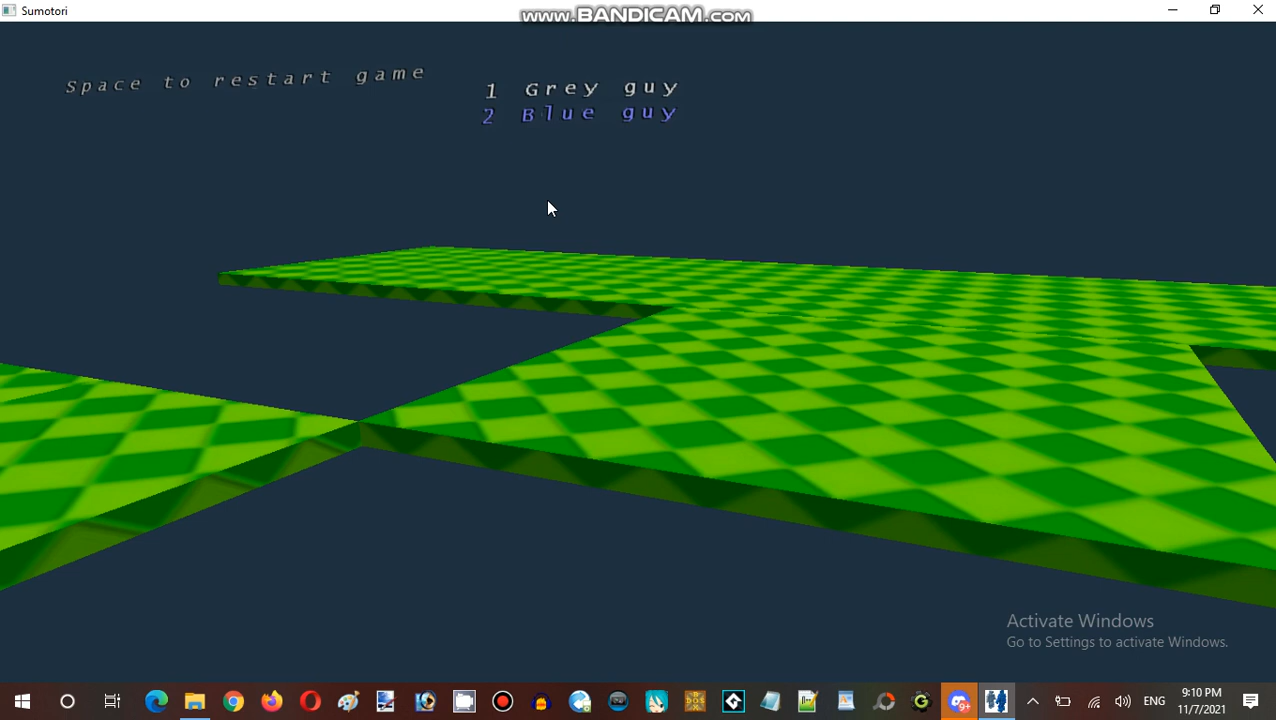 Sumotori
www.BANDICAM.com
Space to restart game
1 Grey guy
2 Blue guy
Activate Windows
Go to Settings to activate Windows.
9+
ENG
9:10 PM
11/7/2021